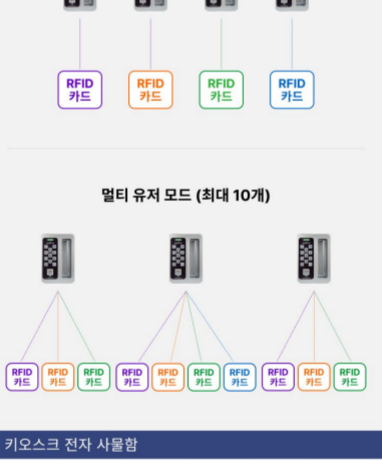 RFID RFID RFID RFID
카드 카드 카드 카드
멀티 유저 모드 (최대 10개)
RFID RFID RFID RFID RFID RFID RFID RFID RFID RFID
카드 카드 카드 카드 카드 카드 카드 카드 카드 카드
키오스크 전자 사물함